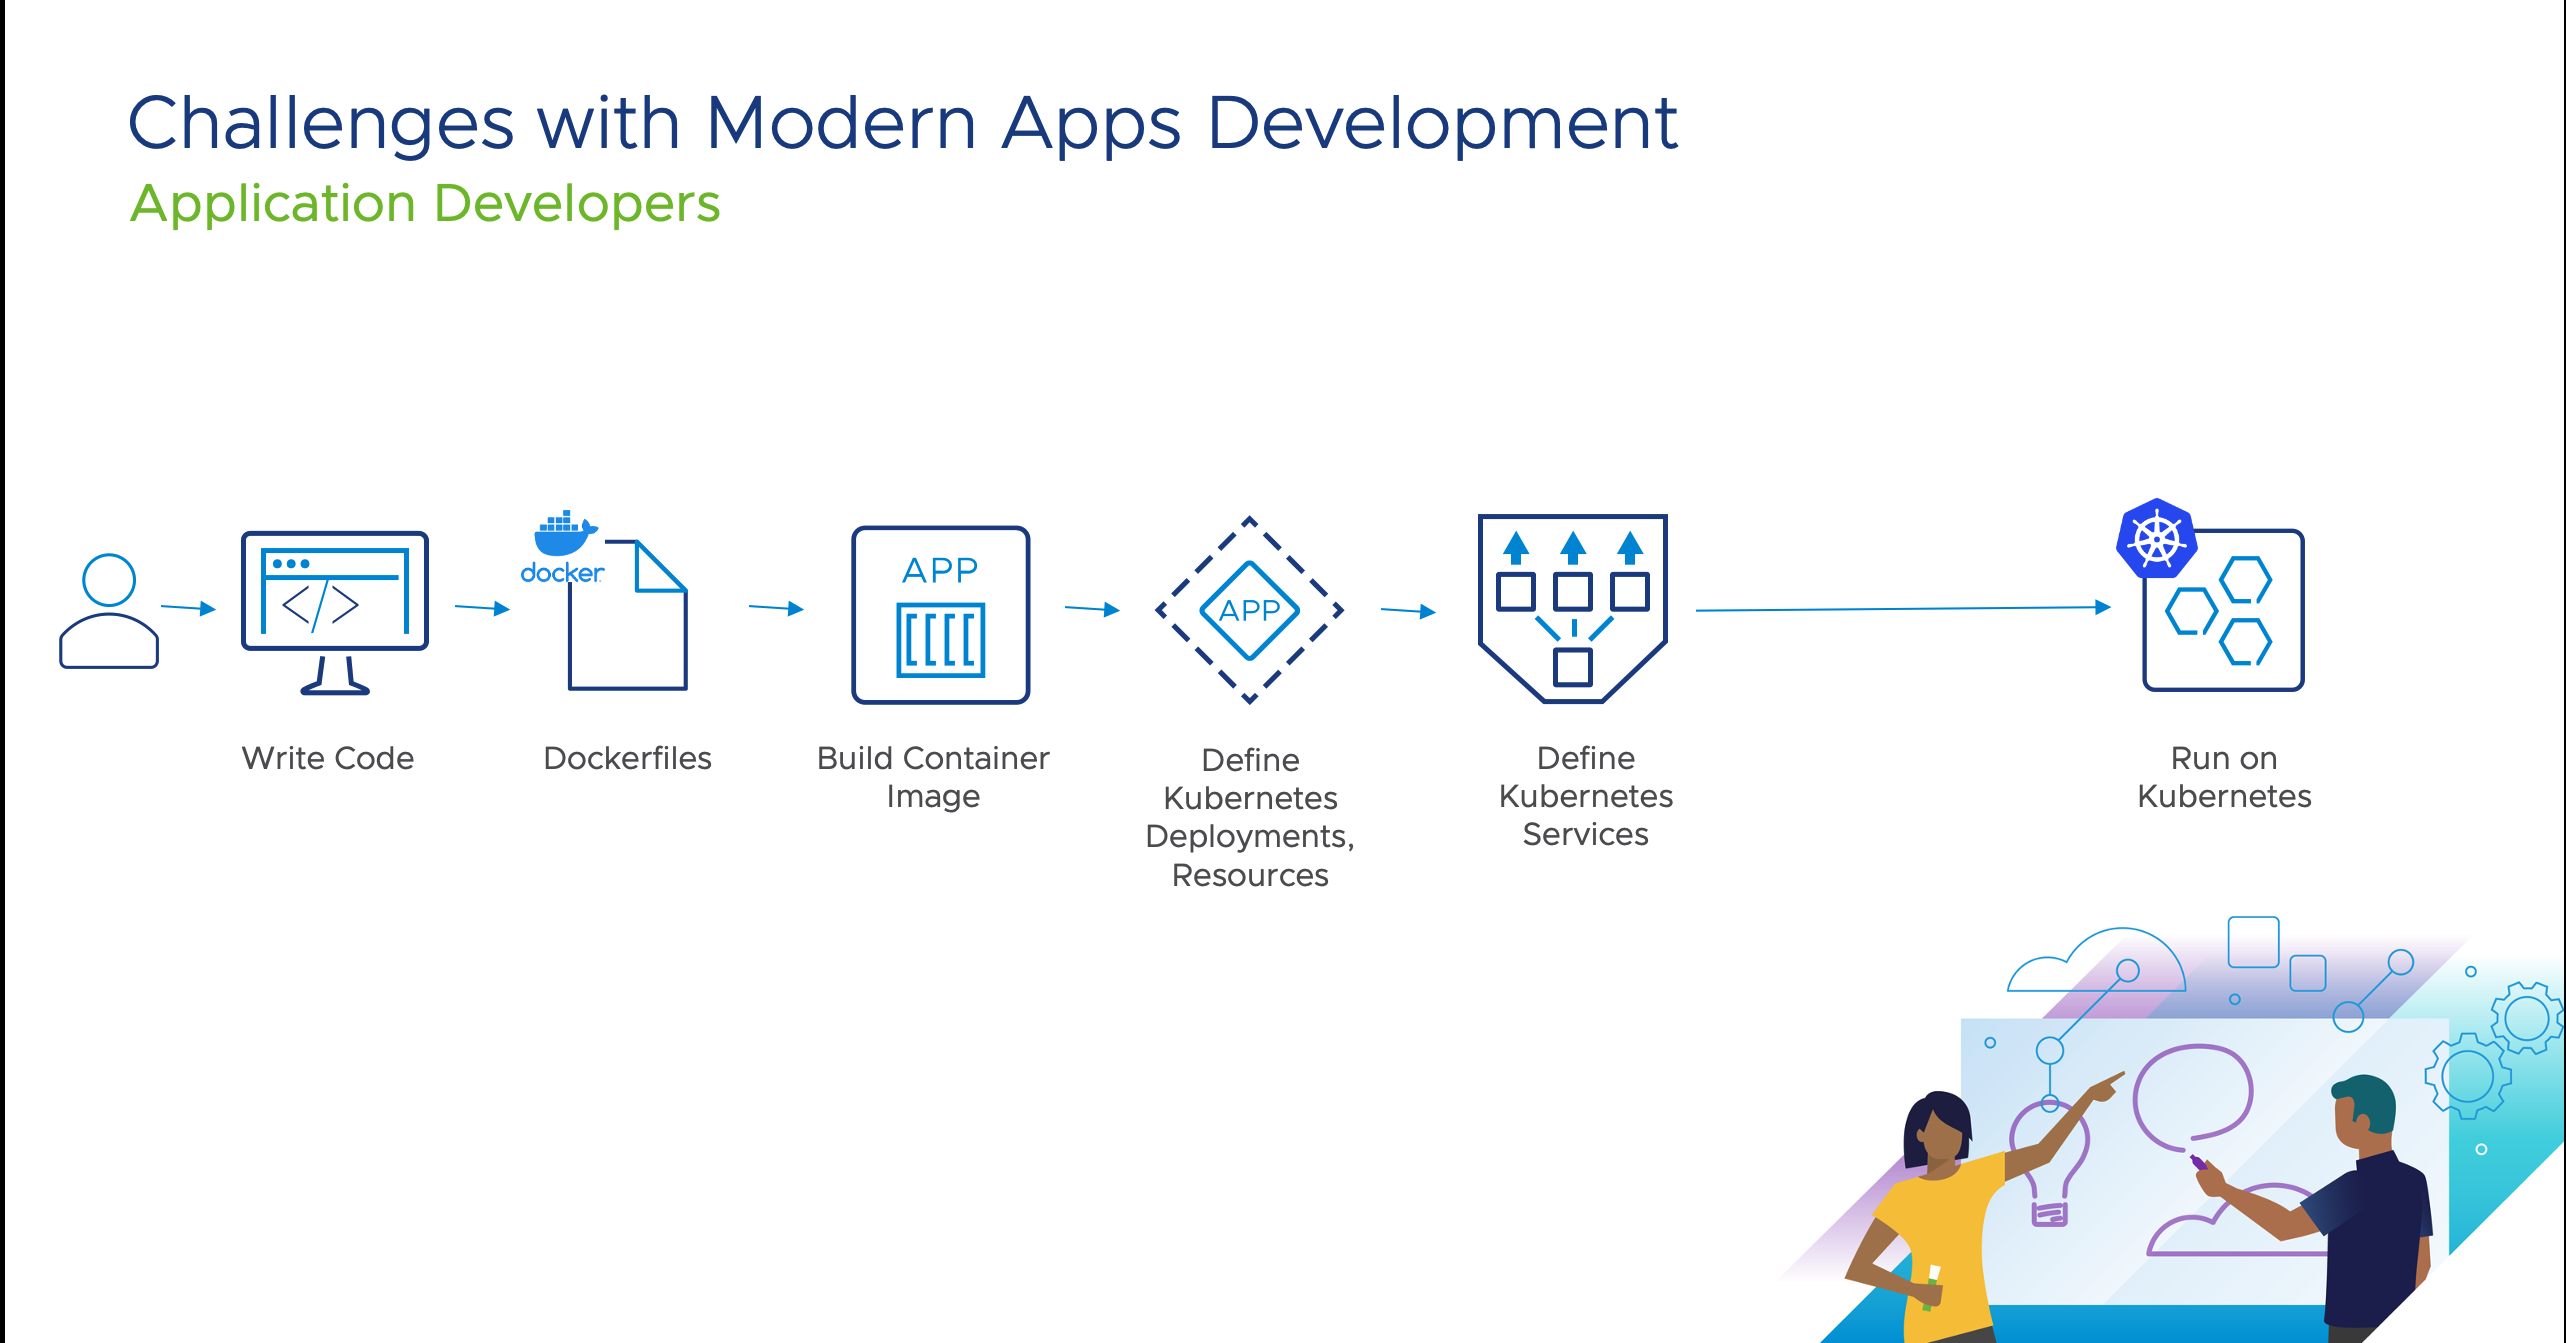 Challenges with Modern Apps Development
Application Developers
docker
APP
APP
Write Code
Dockerfiles
Build Container
Image
Define
Kubernetes
Deployments,
Resources
Define
Kubernetes
Services
Run on
Kubernetes